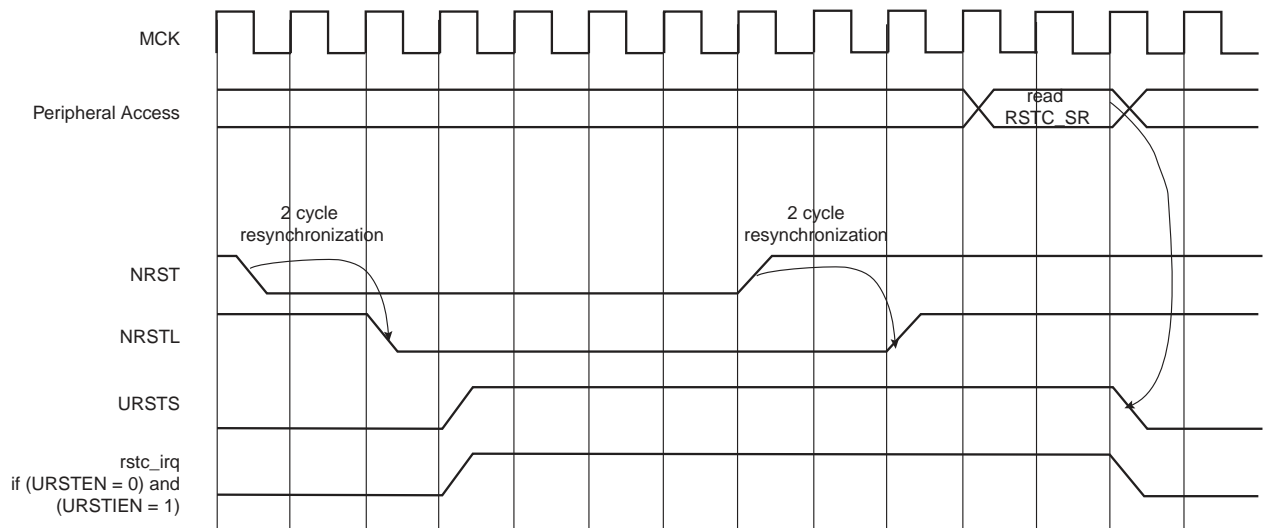 MCK
Peripheral Access
read
RSTC_SR
2 cycle
resynchronization
2 cycle
resynchronization
NRST
NRSTL
URSTS
rstc_irq
if (URSTEN = 0) and
(URSTIEN = 1)